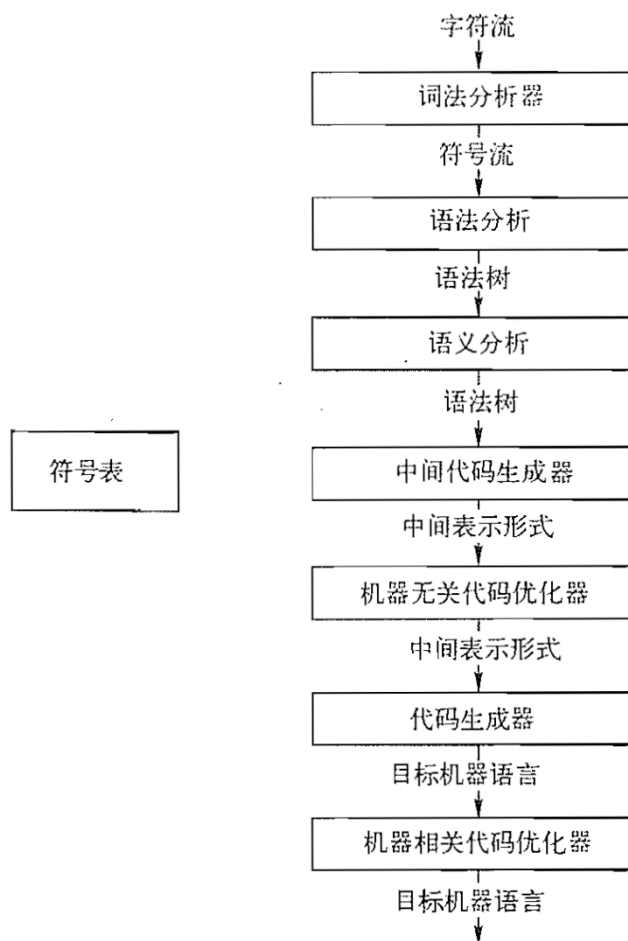 字符流
词法分析器
符号流
语法分析
语法树
语义分析
语法树
符号表
中间代码生成器
中间表示形式
机器无关代码优化器
中间表示形式
代码生成器
目标机器语言
机器相关代码优化器
目标机器语言